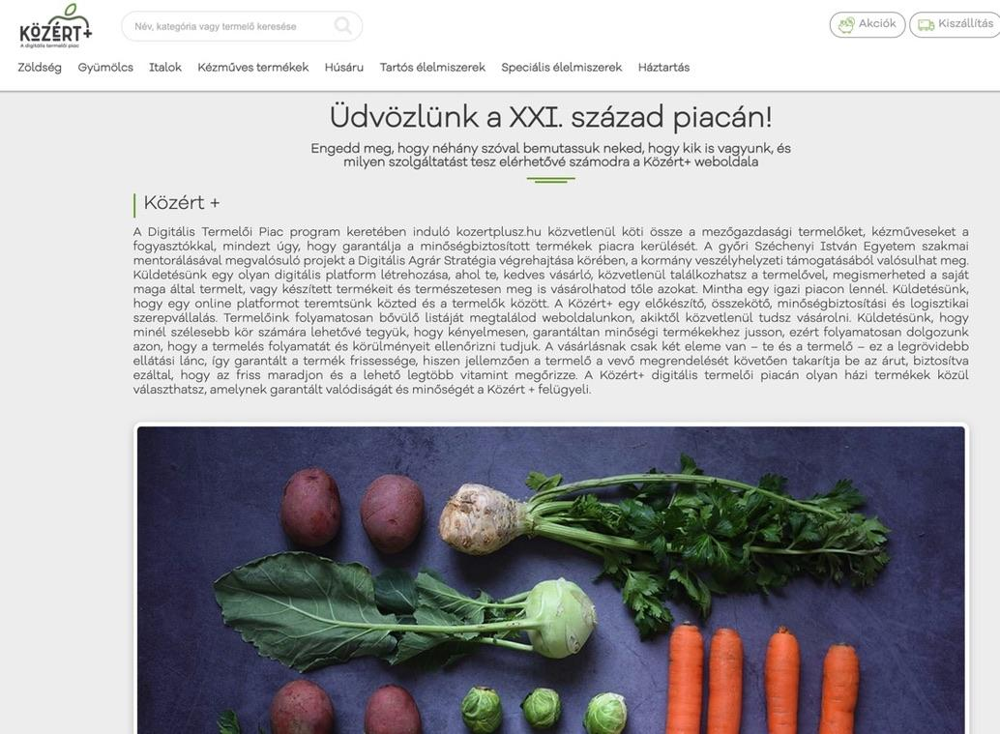 KÖZÉRT+
A digitális termelői piac
Név, kategória vagy termelő keresése
Akciók
Kiszállítás
Zöldség Gyümölcs Italok Kézműves termékek Húsáru Tartós élelmiszerek Speciális élelmiszerek Háztartás
Üdvözlünk a XXI. század piacán!
Engedd meg, hogy néhány szóval bemutassuk neked, hogy kik is vagyunk, és
milyen szolgáltatást tesz elérhetővé számodra a Közért+ weboldala
Közért +
A Digitális Termelői Piac program keretében induló kozertplusz.hu közvetlenül köti össze a mezőgazdasági termelőket, kézműveseket a
fogyasztókkal, mindezt úgy, hogy garantálja a minőségbiztosított termékek piacra kerülését. A győri Széchenyi István Egyetem szakmai
mentorálásával megvalósuló projekt a Digitális Agrár Stratégia végrehajtása körében, a kormány veszélyhelyzeti támogatásából valósulhat meg.
Küldetésünk egy olyan digitális platform létrehozása, ahol te, kedves vásárló, közvetlenül találkozhatsz a termelővel, megismerheted a saját
maga által termelt, vagy készített termékeit és természetesen meg is vásárolhatod tőle azokat. Mintha egy igazi piacon lennél. Küldetésünk,
hogy egy online platformot teremtsünk közted és a termelők között. A Közért+ egy előkészítő, összekötő, minőségbiztosítási és logisztikai
szerepvállalás. Termelőink folyamatosan bővülő listáját megtalálod weboldalunkon, akiktől közvetlenül tudsz vásárolni. Küldetésünk, hogy
minél szélesebb kör számára lehetővé tegyük, hogy kényelmesen, garantáltan minőségi termékekhez jusson, ezért folyamatosan dolgozunk
azon, hogy a termelés folyamatát és körülményeit ellenőrizni tudjuk. A vásárlásnak csak két eleme van – te és a termelő – ez a legrövidebb
ellátási lánc, így garantált a termék frissessége, hiszen jellemzően a termelő a vevő megrendelését követően takarítja be az árut, biztosítva
ezáltal, hogy az friss maradjon és a lehető legtöbb vitamint megőrizze. A Közért+ digitális termelői piacán olyan házi termékek közül
választhatsz, amelynek garantált valódiságát és minőségét a Közért + felügyeli.